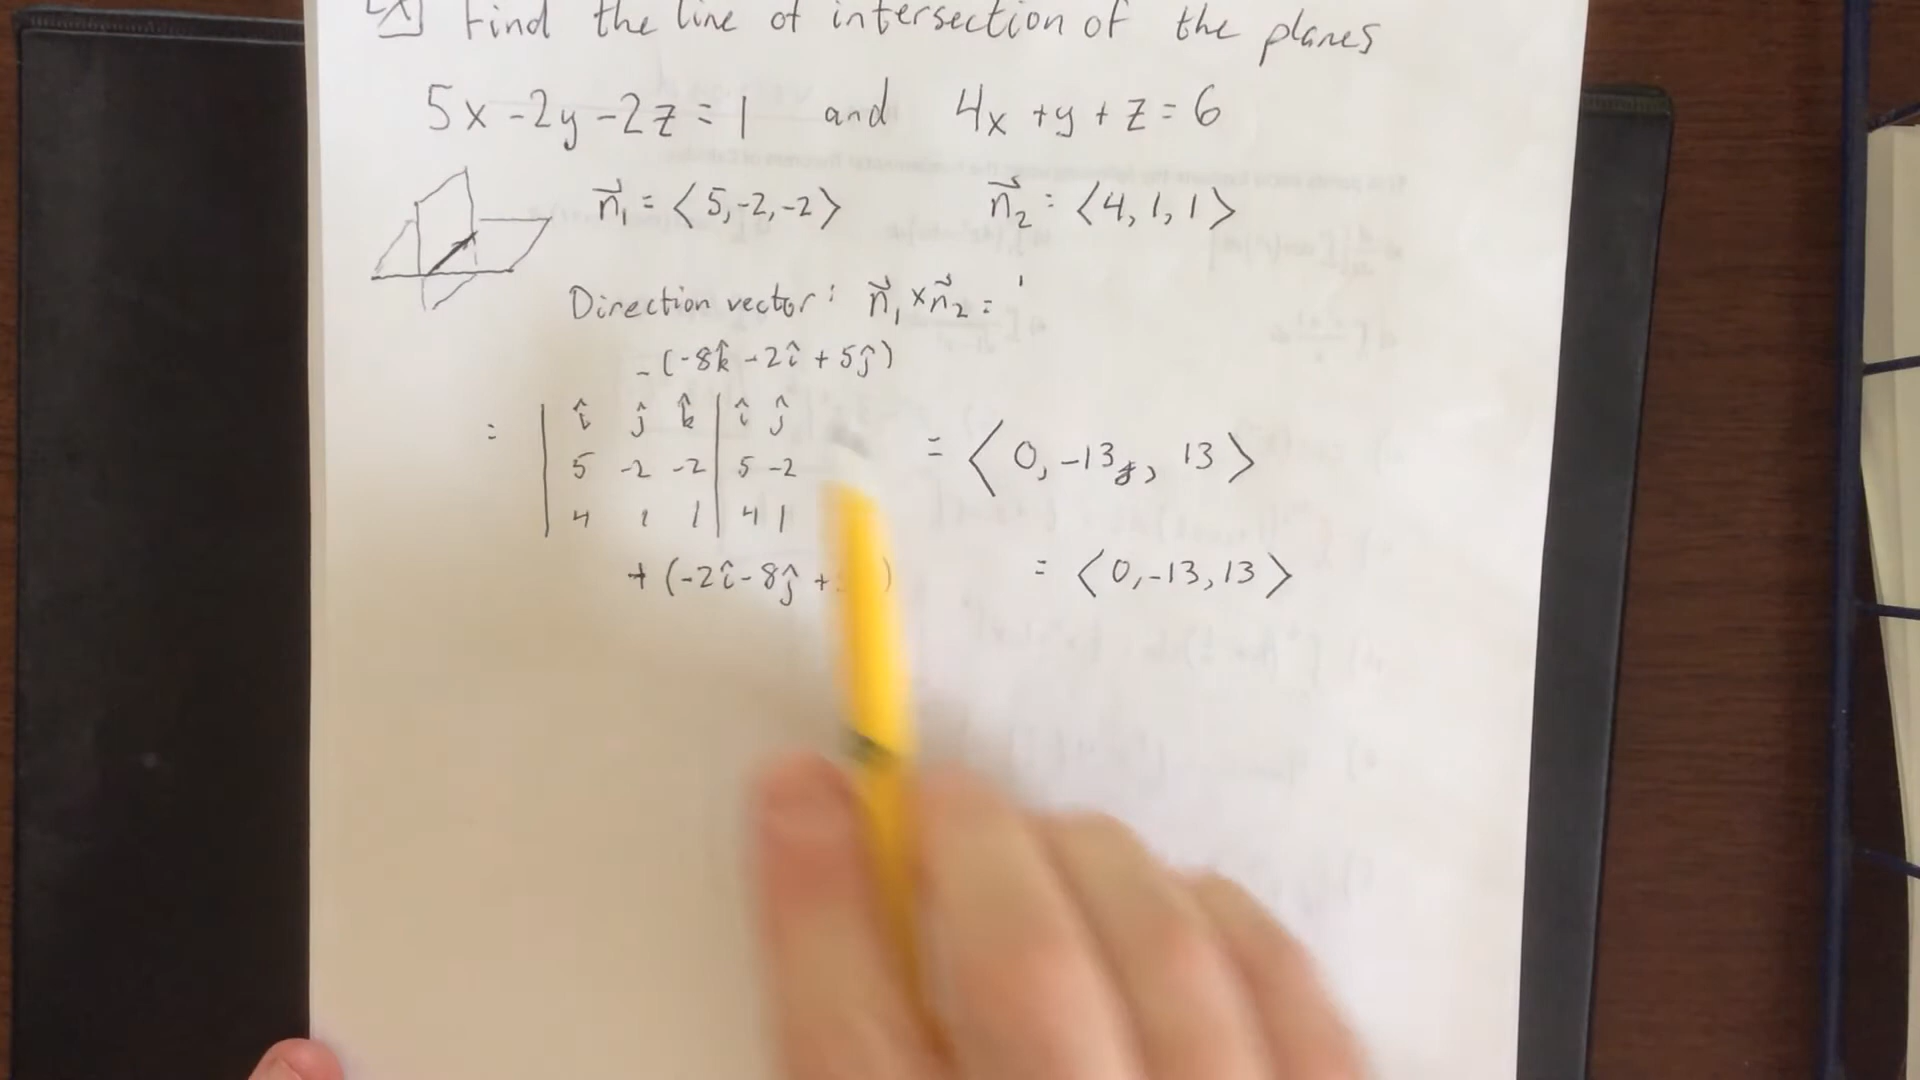 Find the line of intersection of the planes
5x -2y -2z = 1 and 4x + y + z = 6
n⃗₁ = ⟨5, -2, -2⟩ n⃗₂ = ⟨4, 1, 1⟩
Direction vector: n⃗₁ × n⃗₂ =
- (-8k̂ - 2î + 5ĵ)
= | î ĵ k̂ | î ĵ = ⟨0, -13, 13⟩
5 -2 -2 | 5 -2
4 1 1 | 4 1
+ (-2î - 8ĵ + ) = ⟨0, -13, 13⟩